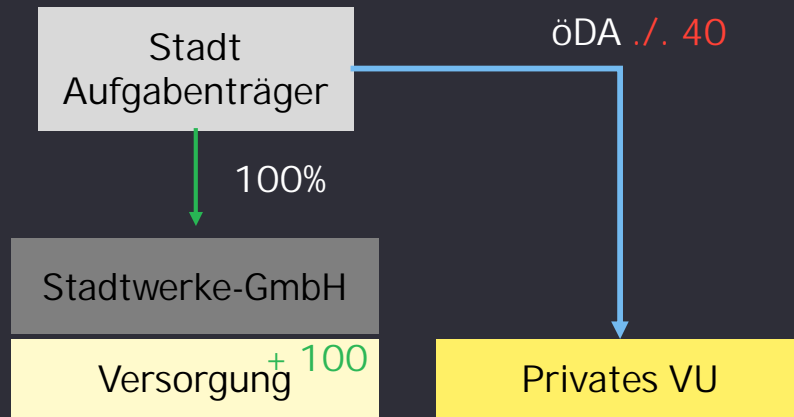 Stadt
Aufgabenträger
öDA ./. 40
100%
Stadtwerke-GmbH
Versorgung + 100
Privates VU